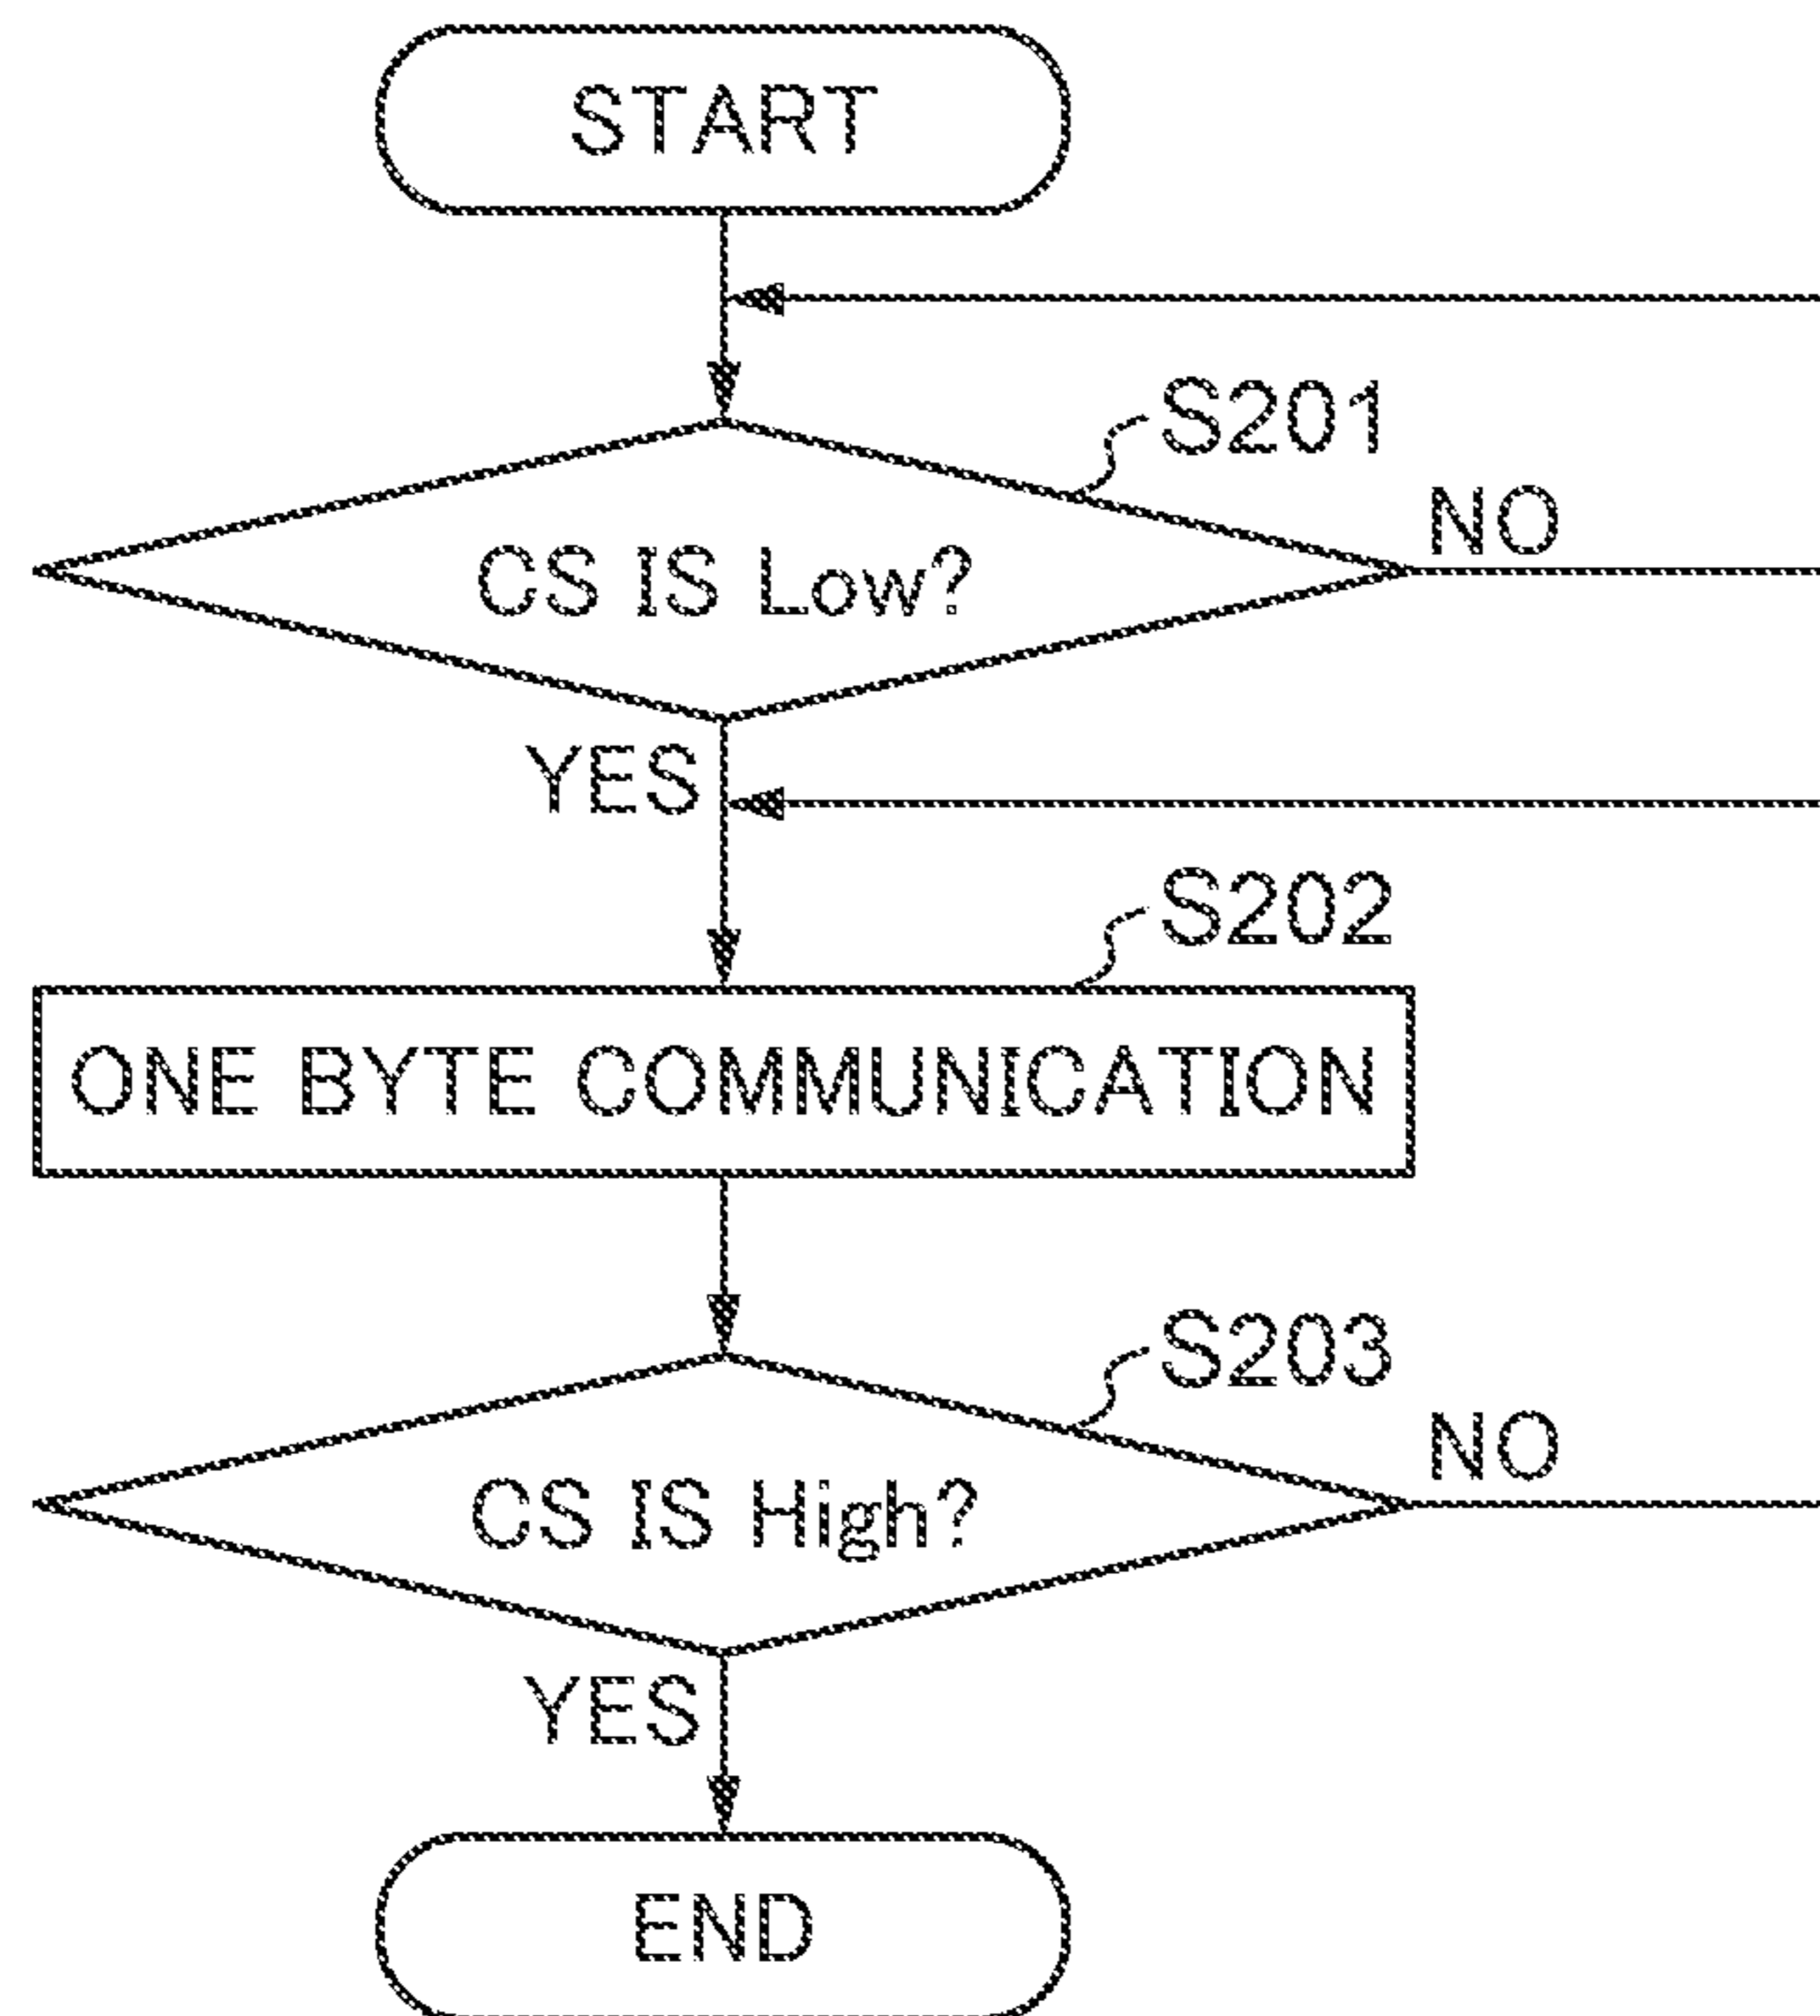 START
S201
NO
CS IS Low?
YES
S202
ONE BYTE COMMUNICATION
S203
NO
CS IS High?
YES
END